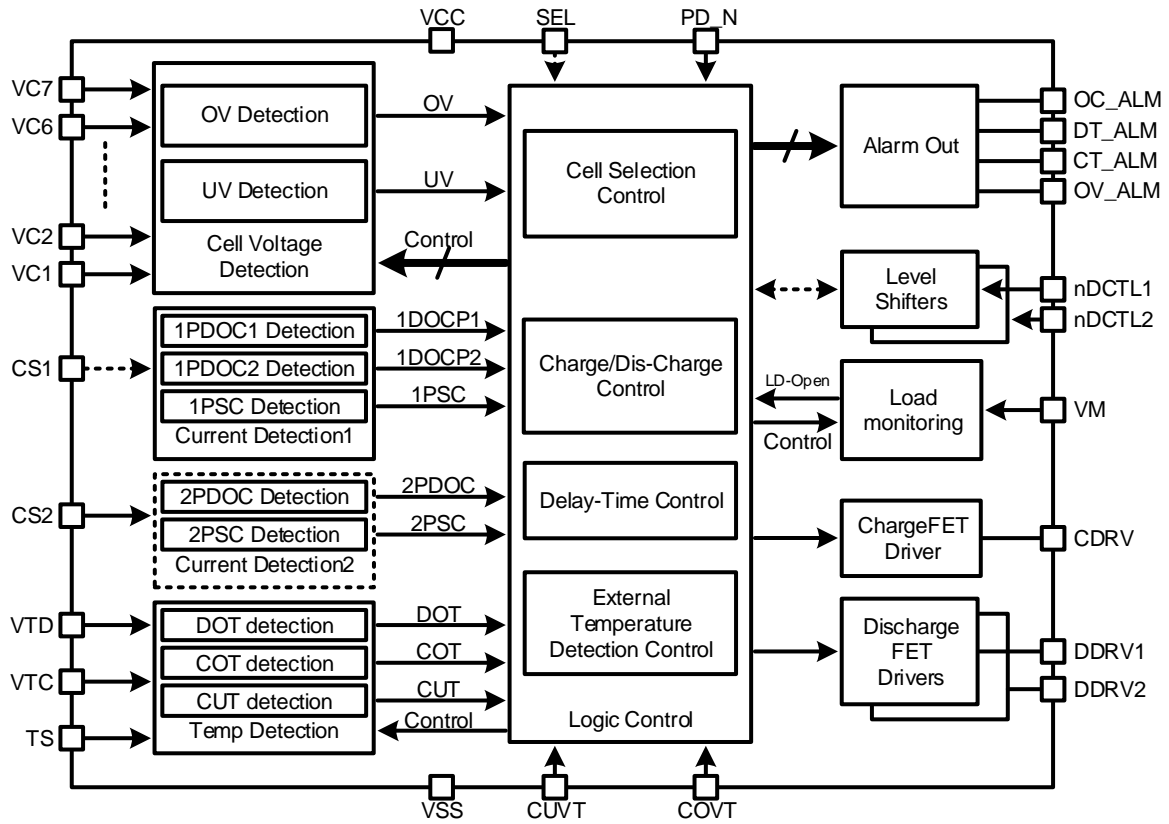 VCC
SEL
PD_N
VC7
VC6
VC2
VC1
OV Detection
UV Detection
Cell Voltage
Detection
OV
UV
Control
CS1
1PDOC1 Detection
1PDOC2 Detection
1PSC Detection
Current Detection1
1DOCP1
1DOCP2
1PSC
CS2
2PDOC Detection
2PSC Detection
Current Detection2
2PDOC
2PSC
VTD
VTC
TS
DOT detection
COT detection
CUT detection
Temp Detection
DOT
COT
CUT
Control
Cell Selection
Control
Charge/Dis-Charge
Control
Delay-Time Control
External
Temperature
Detection Control
Logic Control
Alarm Out
OC_ALM
DT_ALM
CT_ALM
OV_ALM
Level
Shifters
nDCTL1
nDCTL2
LD-Open
Control
Load
monitoring
VM
ChargeFET
Driver
CDRV
Discharge
FET
Drivers
DDRV1
DDRV2
VSS
CUVT
COVT